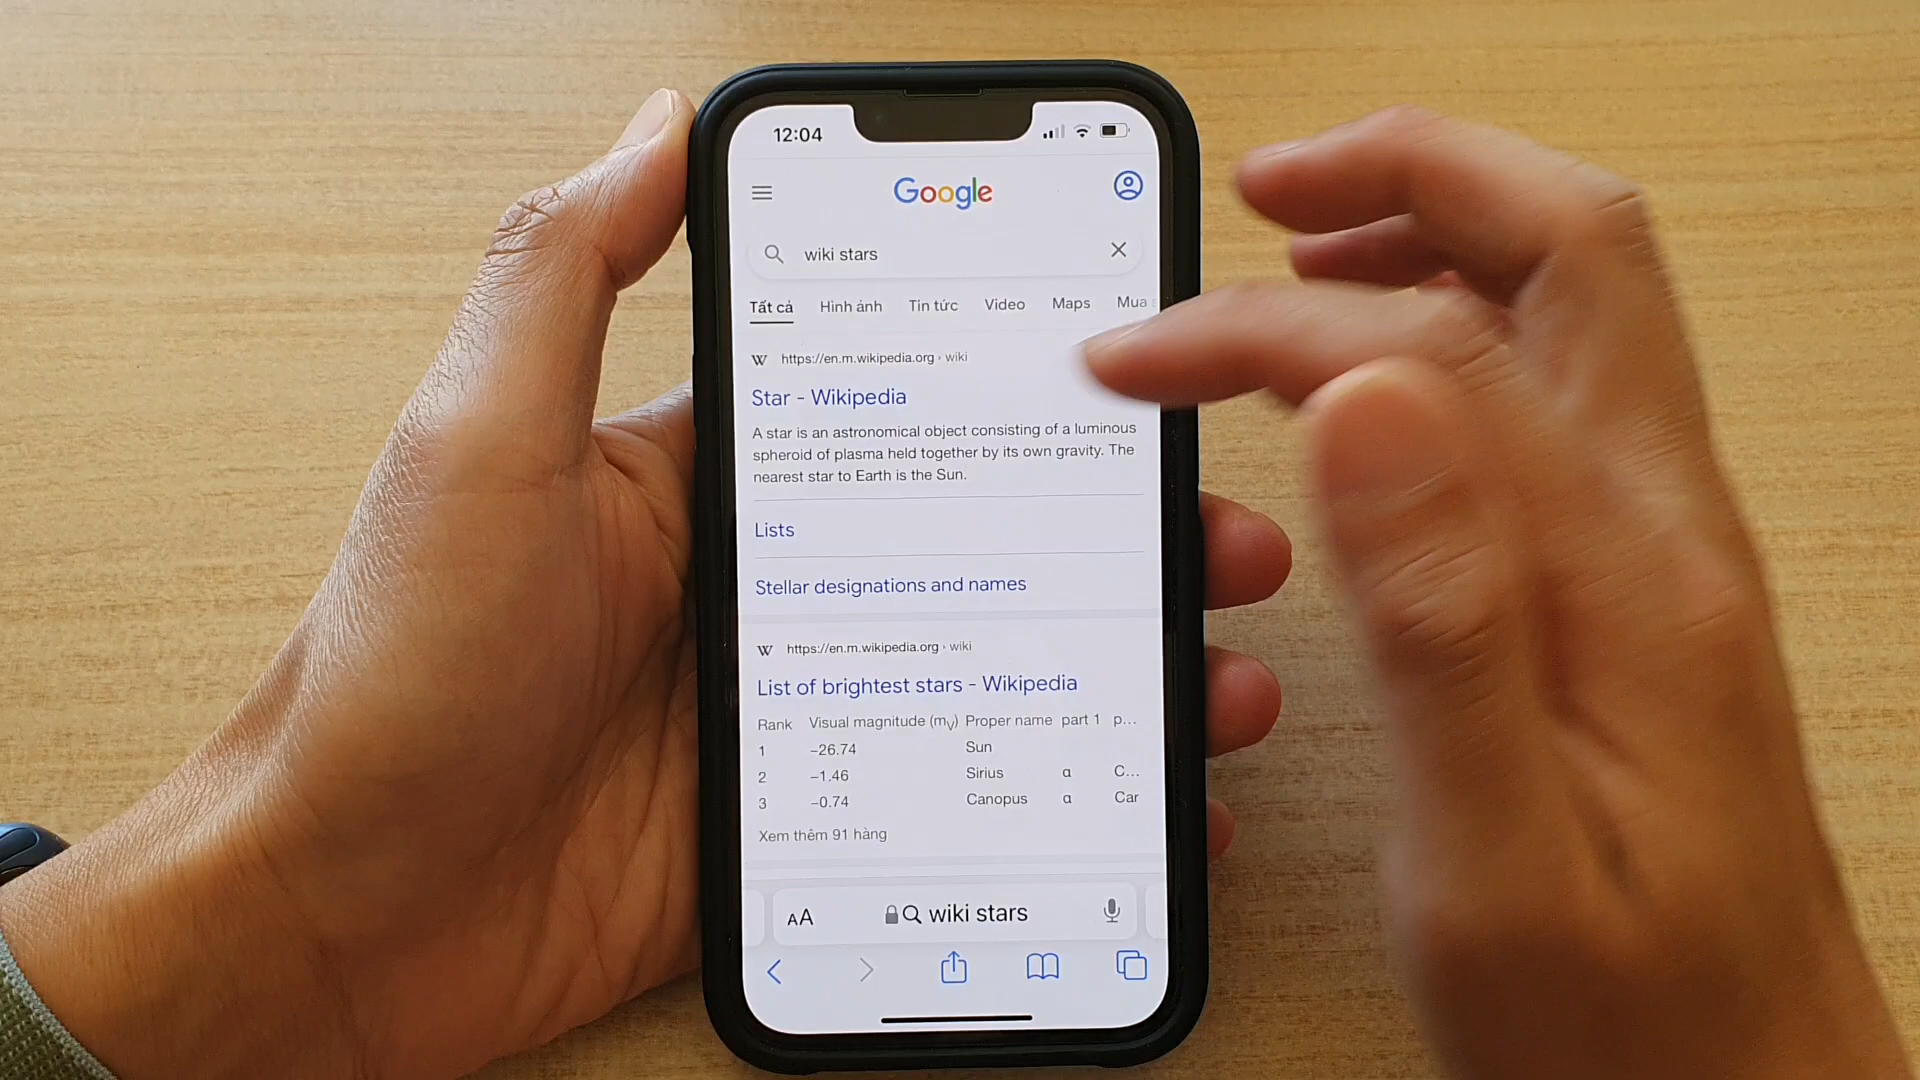 12:04
Google
wiki stars
Tất cả Hình ảnh Tin tức Video Maps Mua
W https://en.m.wikipedia.org › wiki
Star - Wikipedia
A star is an astronomical object consisting of a luminous
spheroid of plasma held together by its own gravity. The
nearest star to Earth is the Sun.
Lists
Stellar designations and names
W https://en.m.wikipedia.org › wiki
List of brightest stars - Wikipedia
Rank Visual magnitude (mV) Proper name part 1 p...
1 −26.74 Sun
2 −1.46 Sirius α C...
3 −0.74 Canopus α Car
Xem thêm 91 hàng
AA wiki stars